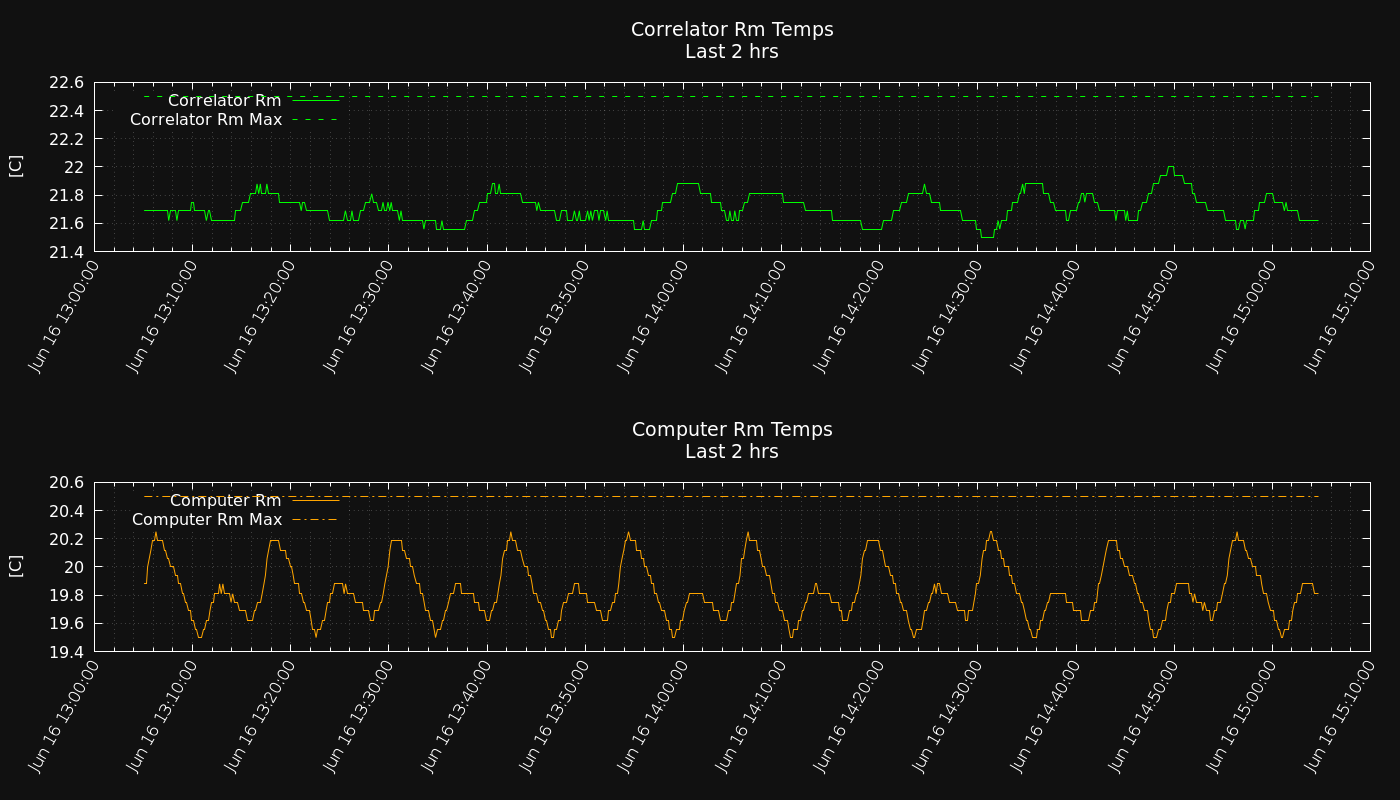 Correlator Rm Temps
Last 2 hrs
[C]
22.6
22.4
22.2
22
21.8
21.6
21.4
Correlator Rm
Correlator Rm Max
Jun 16 13:00:00
Jun 16 13:10:00
Jun 16 13:20:00
Jun 16 13:30:00
Jun 16 13:40:00
Jun 16 13:50:00
Jun 16 14:00:00
Jun 16 14:10:00
Jun 16 14:20:00
Jun 16 14:30:00
Jun 16 14:40:00
Jun 16 14:50:00
Jun 16 15:00:00
Jun 16 15:10:00
Computer Rm Temps
Last 2 hrs
[C]
20.6
20.4
20.2
20
19.8
19.6
19.4
Computer Rm
Computer Rm Max
Jun 16 13:00:00
Jun 16 13:10:00
Jun 16 13:20:00
Jun 16 13:30:00
Jun 16 13:40:00
Jun 16 13:50:00
Jun 16 14:00:00
Jun 16 14:10:00
Jun 16 14:20:00
Jun 16 14:30:00
Jun 16 14:40:00
Jun 16 14:50:00
Jun 16 15:00:00
Jun 16 15:10:00